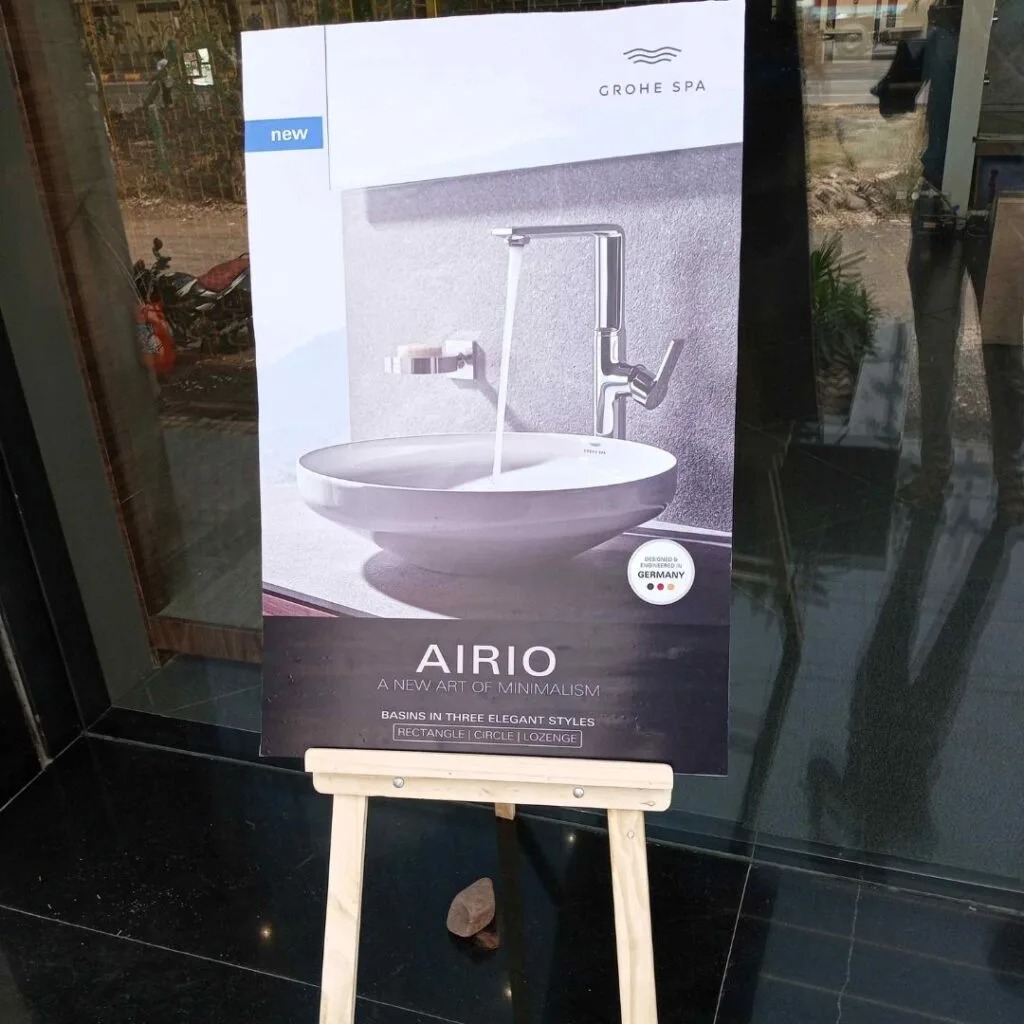 GROHE SPA
new
DESIGNED &
ENGINEERED IN
GERMANY
AIRIO
A NEW ART OF MINIMALISM
BASINS IN THREE ELEGANT STYLES
RECTANGLE | CIRCLE | LOZENGE